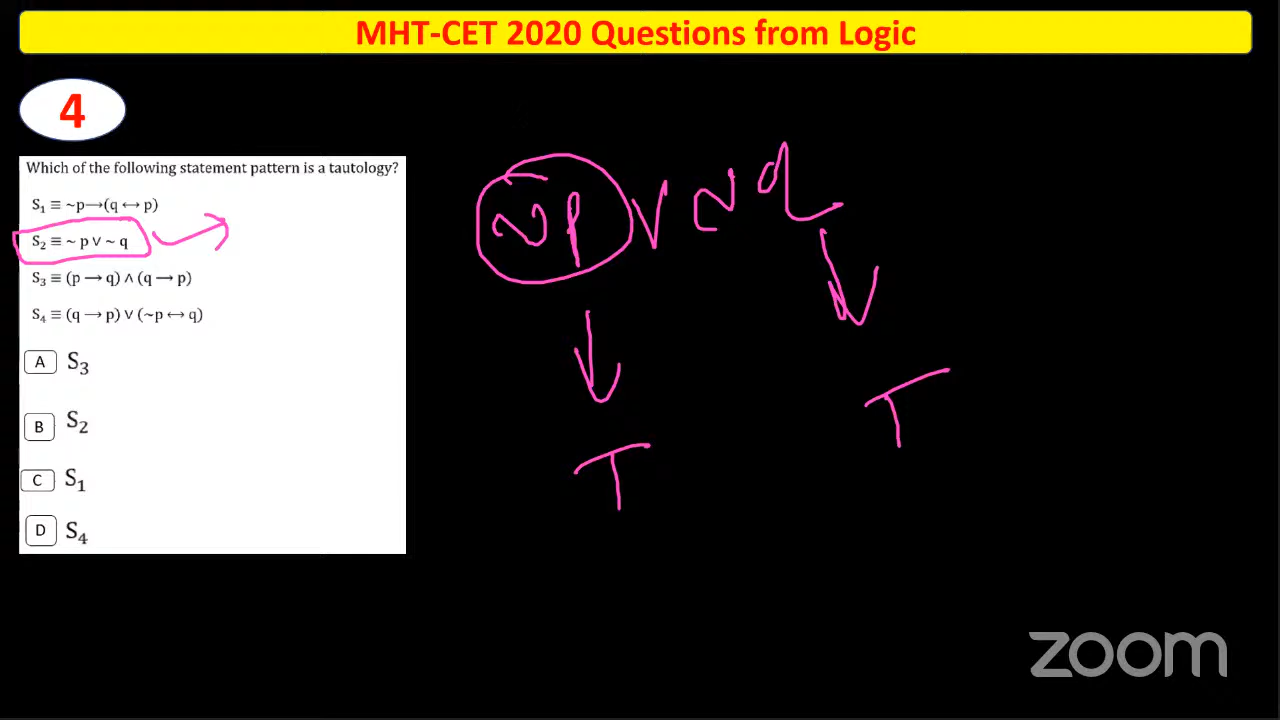 MHT-CET 2020 Questions from Logic
4
Which of the following statement pattern is a tautology?
S₁ ≡ ~p→(q ↔ p)
S₂ ≡ ~ p ∨ ~ q
S₃ ≡ (p → q) ∧ (q → p)
S₄ ≡ (q → p) ∨ (~p ↔ q)
A S₃
B S₂
C S₁
D S₄
~p ∨ ~q
T
T
zoom